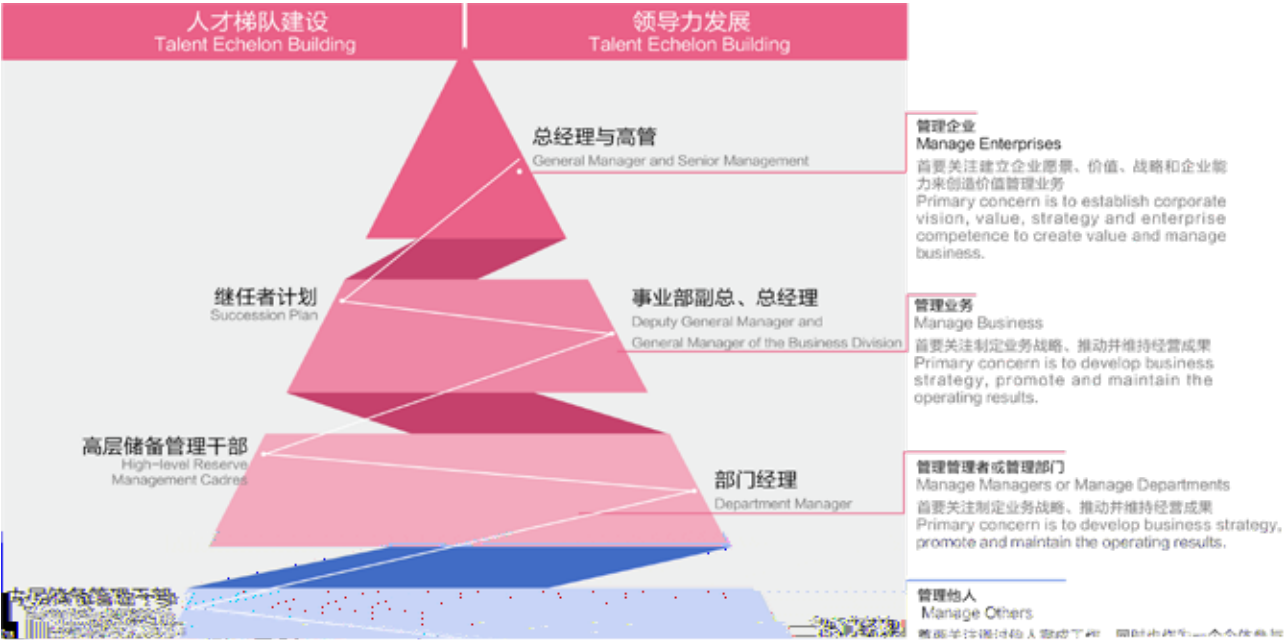 人才梯队建设
Talent Echelon Building
领导力发展
Talent Echelon Building
总经理与高管
General Manager and Senior Management
管理企业
Manage Enterprises
首要关注建立企业愿景、价值、战略和企业能
力来创造价值管理业务
Primary concern is to establish corporate
vision, value, strategy and enterprise
competence to create value and manage
business.
继任者计划
Succession Plan
事业部副总、总经理
Deputy General Manager and
General Manager of the Business Division
管理业务
Manage Business
首要关注制定业务战略、推动并维持经营成果
Primary concern is to develop business
strategy, promote and maintain the
operating results.
高层储备管理干部
High-level Reserve
Management Cadres
部门经理
Department Manager
管理管理者或管理部门
Manage Managers or Manage Departments
首要关注制定业务战略、推动并维持经营成果
Primary concern is to develop business strategy,
promote and maintain the operating results.
层储备管理干部
管理他人
Manage Others